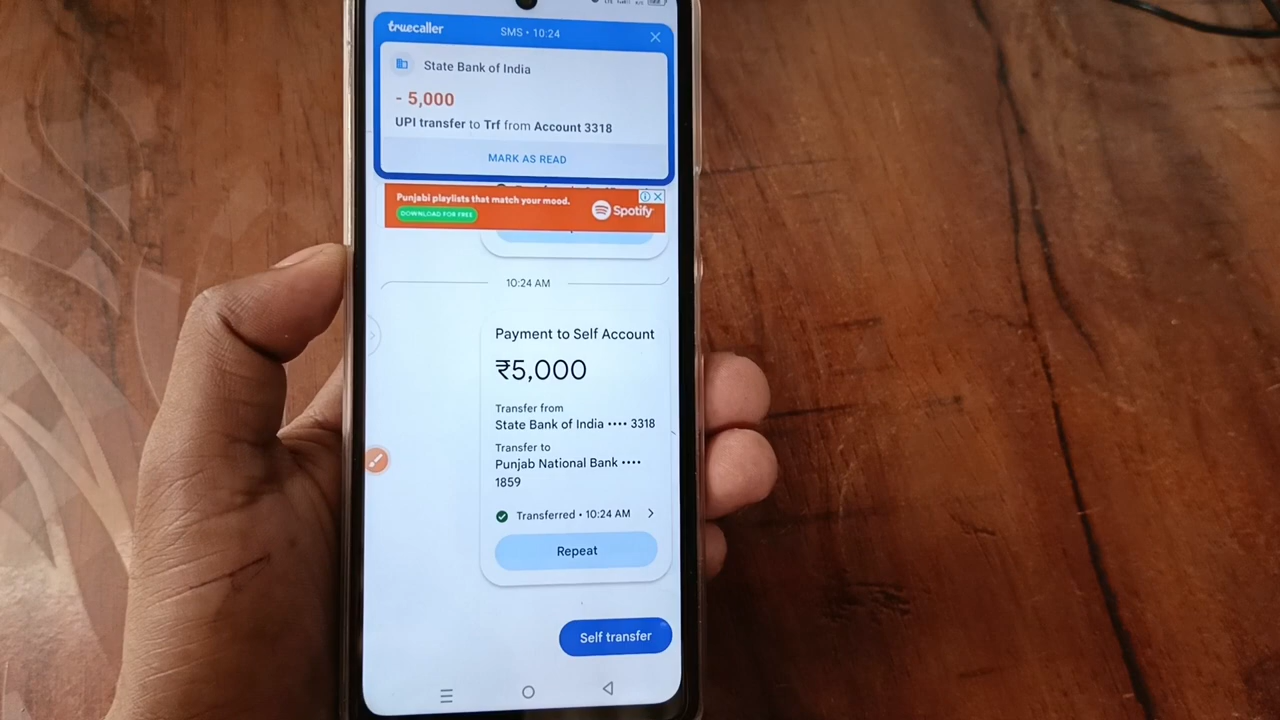 truecaller
SMS • 10:24
State Bank of India
- 5,000
UPI transfer to Trf from Account 3318
MARK AS READ
Punjabi playlists that match your mood.
DOWNLOAD FOR FREE
Spotify
10:24 AM
Payment to Self Account
₹5,000
Transfer from
State Bank of India •••• 3318
Transfer to
Punjab National Bank ••••
1859
Transferred • 10:24 AM
Repeat
Self transfer